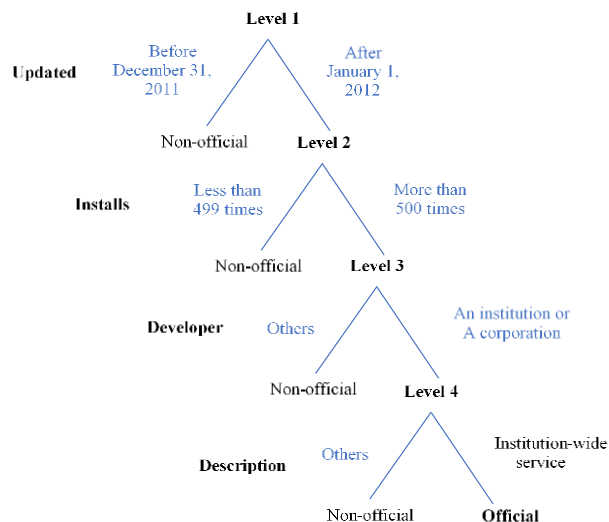 Level 1
Updated
Before
December 31,
2011
After
January 1,
2012
Non-official
Level 2
Installs
Less than
499 times
More than
500 times
Non-official
Level 3
Developer
Others
An institution or
A corporation
Non-official
Level 4
Description
Others
Institution-wide
service
Non-official
Official